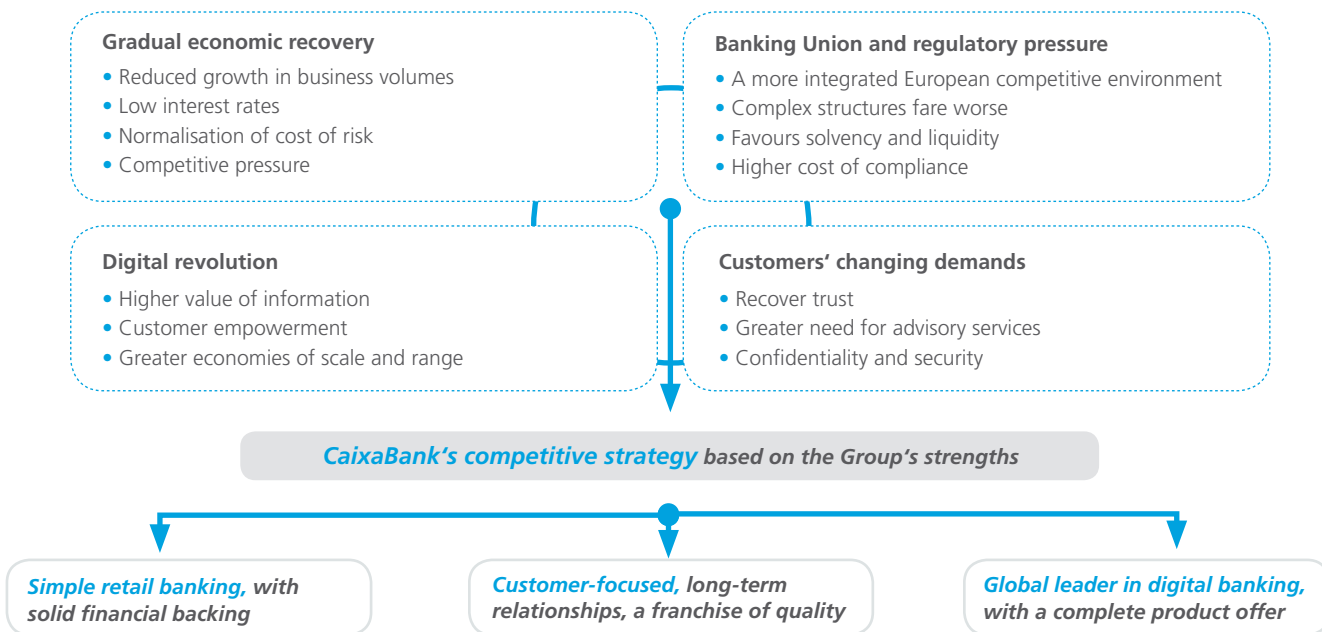 Gradual economic recovery
• Reduced growth in business volumes
• Low interest rates
• Normalisation of cost of risk
• Competitive pressure
Banking Union and regulatory pressure
• A more integrated European competitive environment
• Complex structures fare worse
• Favours solvency and liquidity
• Higher cost of compliance
Digital revolution
• Higher value of information
• Customer empowerment
• Greater economies of scale and range
Customers‘ changing demands
• Recover trust
• Greater need for advisory services
• Confidentiality and security
CaixaBank‘s competitive strategy based on the Group‘s strengths
Simple retail banking, with
solid financial backing
Customer-focused, long-term
relationships, a franchise of quality
Global leader in digital banking,
with a complete product offer